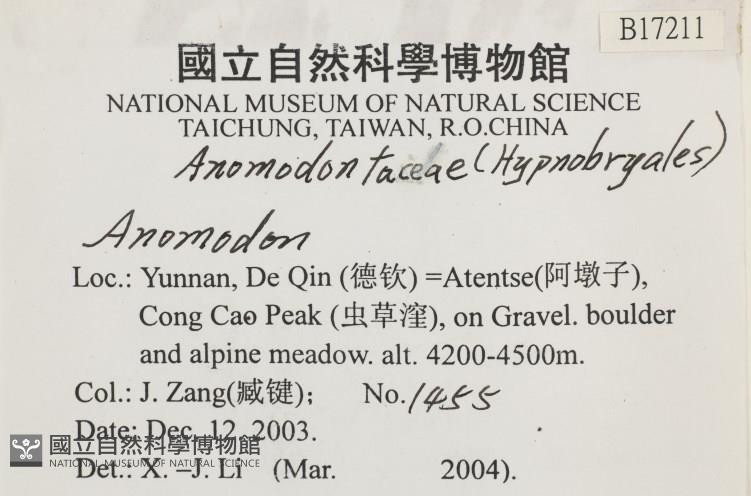 B17211
國立自然科學博物館
NATIONAL MUSEUM OF NATURAL SCIENCE
TAICHUNG, TAIWAN, R.O.CHINA
Anomodontaceae (Hypnobryales)
Anomodon
Loc.: Yunnan, De Qin (德钦) =Atentse(阿墩子),
Cong Cao Peak (虫草漥), on Gravel. boulder
and alpine meadow. alt. 4200-4500m.
Col.: J. Zang(臧键); No. 1455
Date: Dec. 12, 2003.
國立自然科學博物館
NATIONAL MUSEUM OF NATURAL SCIENCE
Det.: X. –J. Li (Mar. 2004).